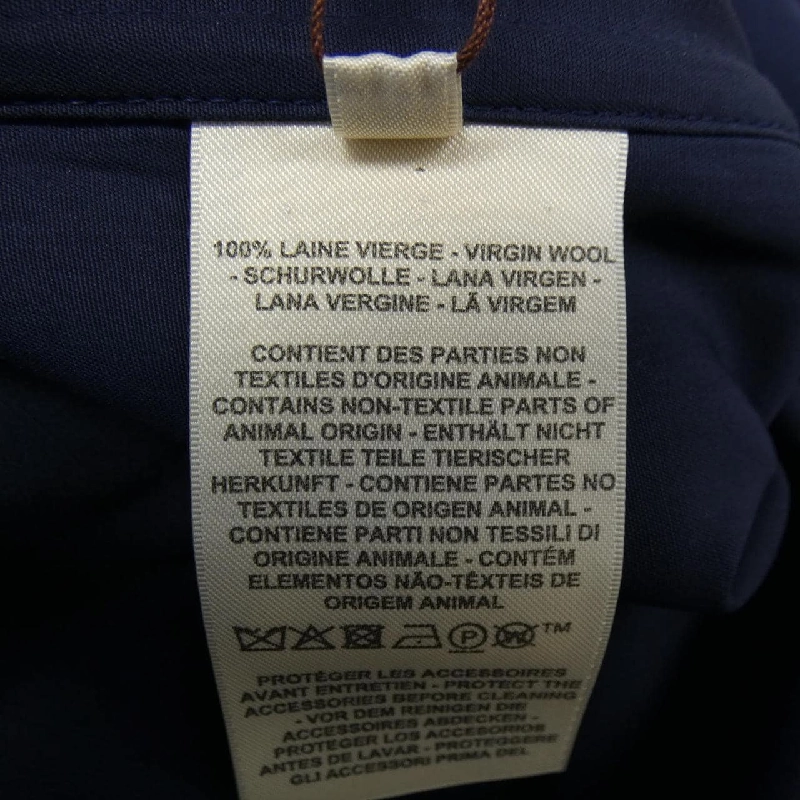 100% LAINE VIERGE - VIRGIN WOOL
- SCHURWOLLE - LANA VIRGEN -
LANA VERGINE - LÃ VIRGEM
CONTIENT DES PARTIES NON
TEXTILES D'ORIGINE ANIMALE -
CONTAINS NON-TEXTILE PARTS OF
ANIMAL ORIGIN - ENTHÄLT NICHT
TEXTILE TEILE TIERISCHER
HERKUNFT - CONTIENE PARTES NO
TEXTILES DE ORIGEN ANIMAL -
CONTIENE PARTI NON TESSILI DI
ORIGINE ANIMALE - CONTÉM
ELEMENTOS NÃO-TÊXTEIS DE
ORIGEM ANIMAL
P W TM
PROTÉGER LES ACCESSOIRES
AVANT ENTRETIEN - PROTECT THE
ACCESSORIES BEFORE CLEANING
- VOR DEM REINIGEN DIE
ACCESSOIRES ABDECKEN -
PROTEGER LOS ACCESORIOS
ANTES DE LAVAR - PROTEGGERE
GLI ACCESSORI PRIMA DEL